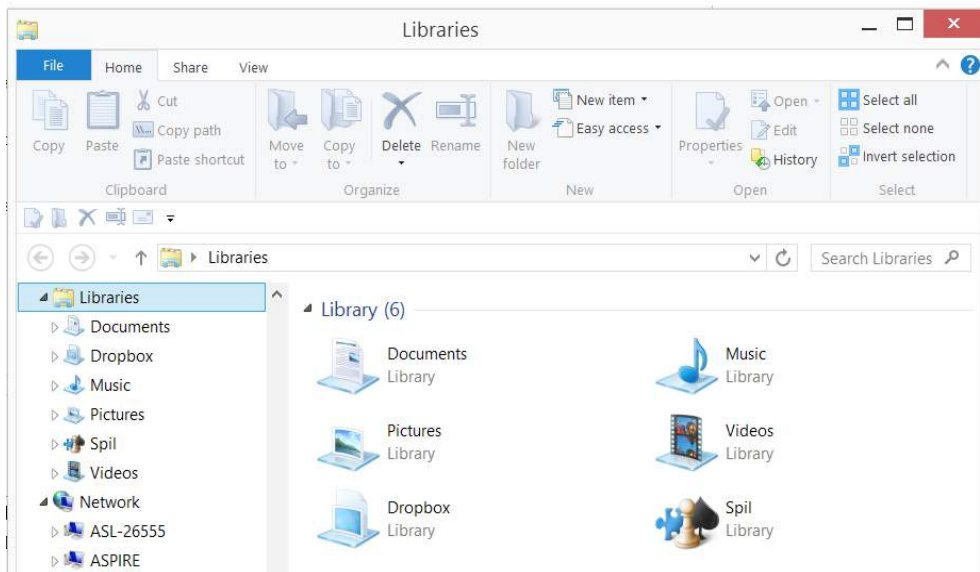 Libraries
File Home Share View
Copy
Paste
Cut
Copy path
Paste shortcut
Clipboard
Move to
Copy to
Delete
Rename
Organize
New folder
New item
Easy access
New
Properties
Open
Edit
History
Open
Select all
Select none
Invert selection
Select
Libraries
Search Libraries
Libraries
Documents
Dropbox
Music
Pictures
Spil
Videos
Network
ASL-26555
ASPIRE
Library (6)
Documents
Library
Music
Library
Pictures
Library
Videos
Library
Dropbox
Library
Spil
Library